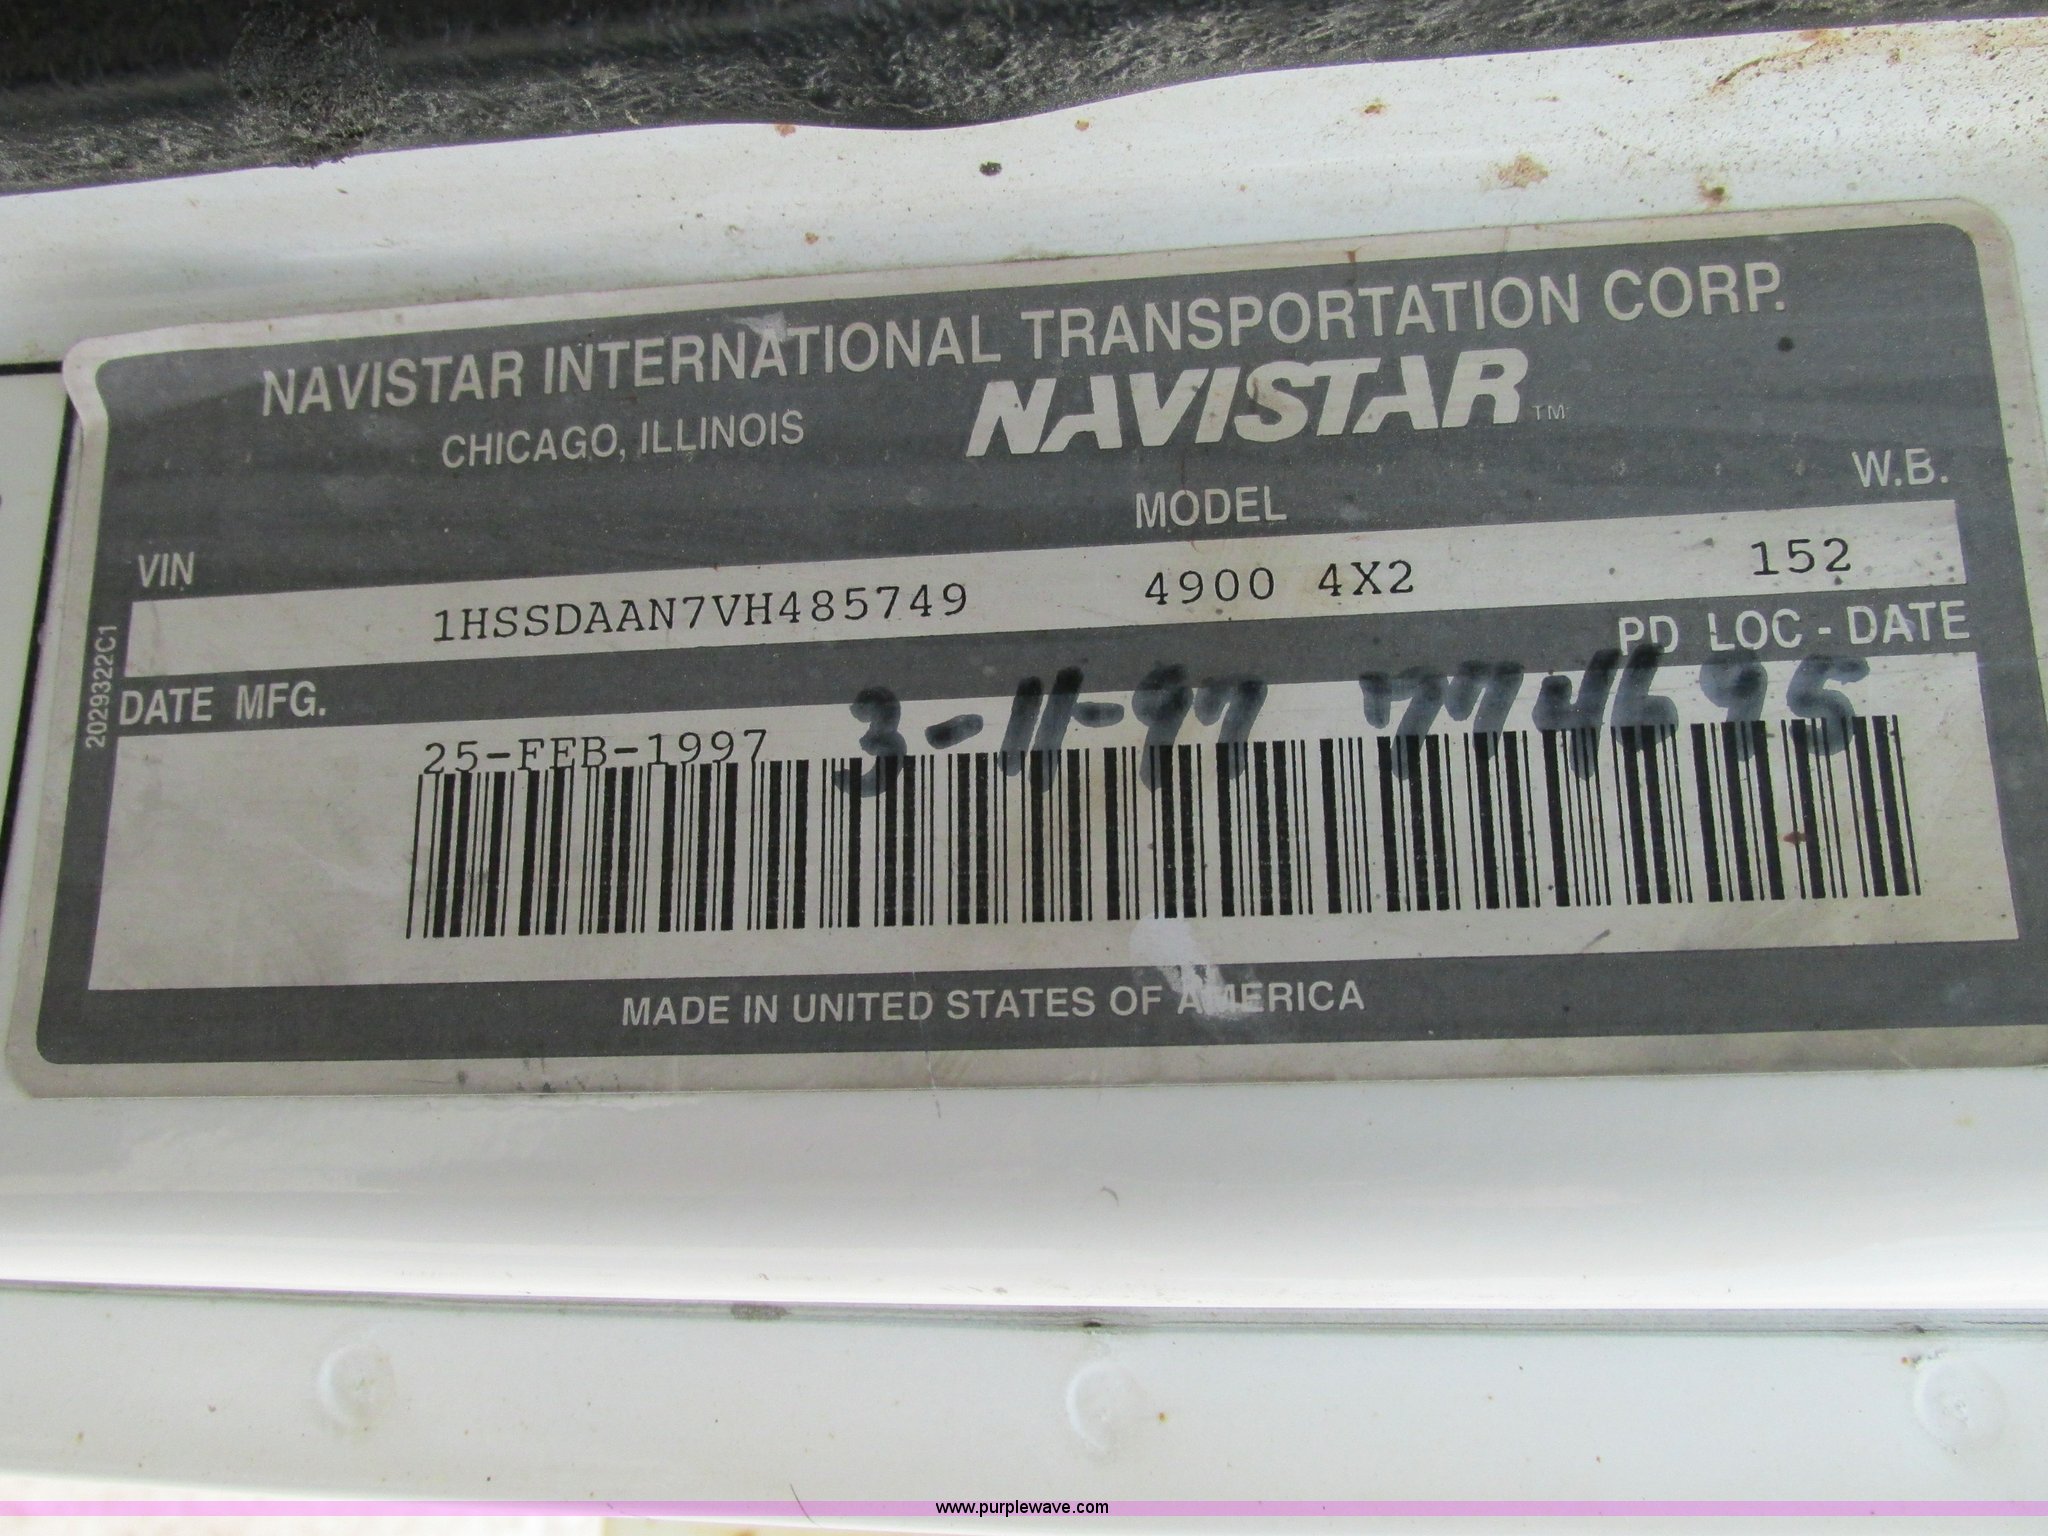 NAVISTAR INTERNATIONAL TRANSPORTATION CORP.
CHICAGO, ILLINOIS NAVISTAR TM
VIN MODEL W.B.
1HSSDAAN7VH485749 4900 4X2 152
DATE MFG. PD LOC - DATE
25-FEB-1997 3-11-97
MADE IN UNITED STATES OF AMERICA
2029322C1
www.purplewave.com